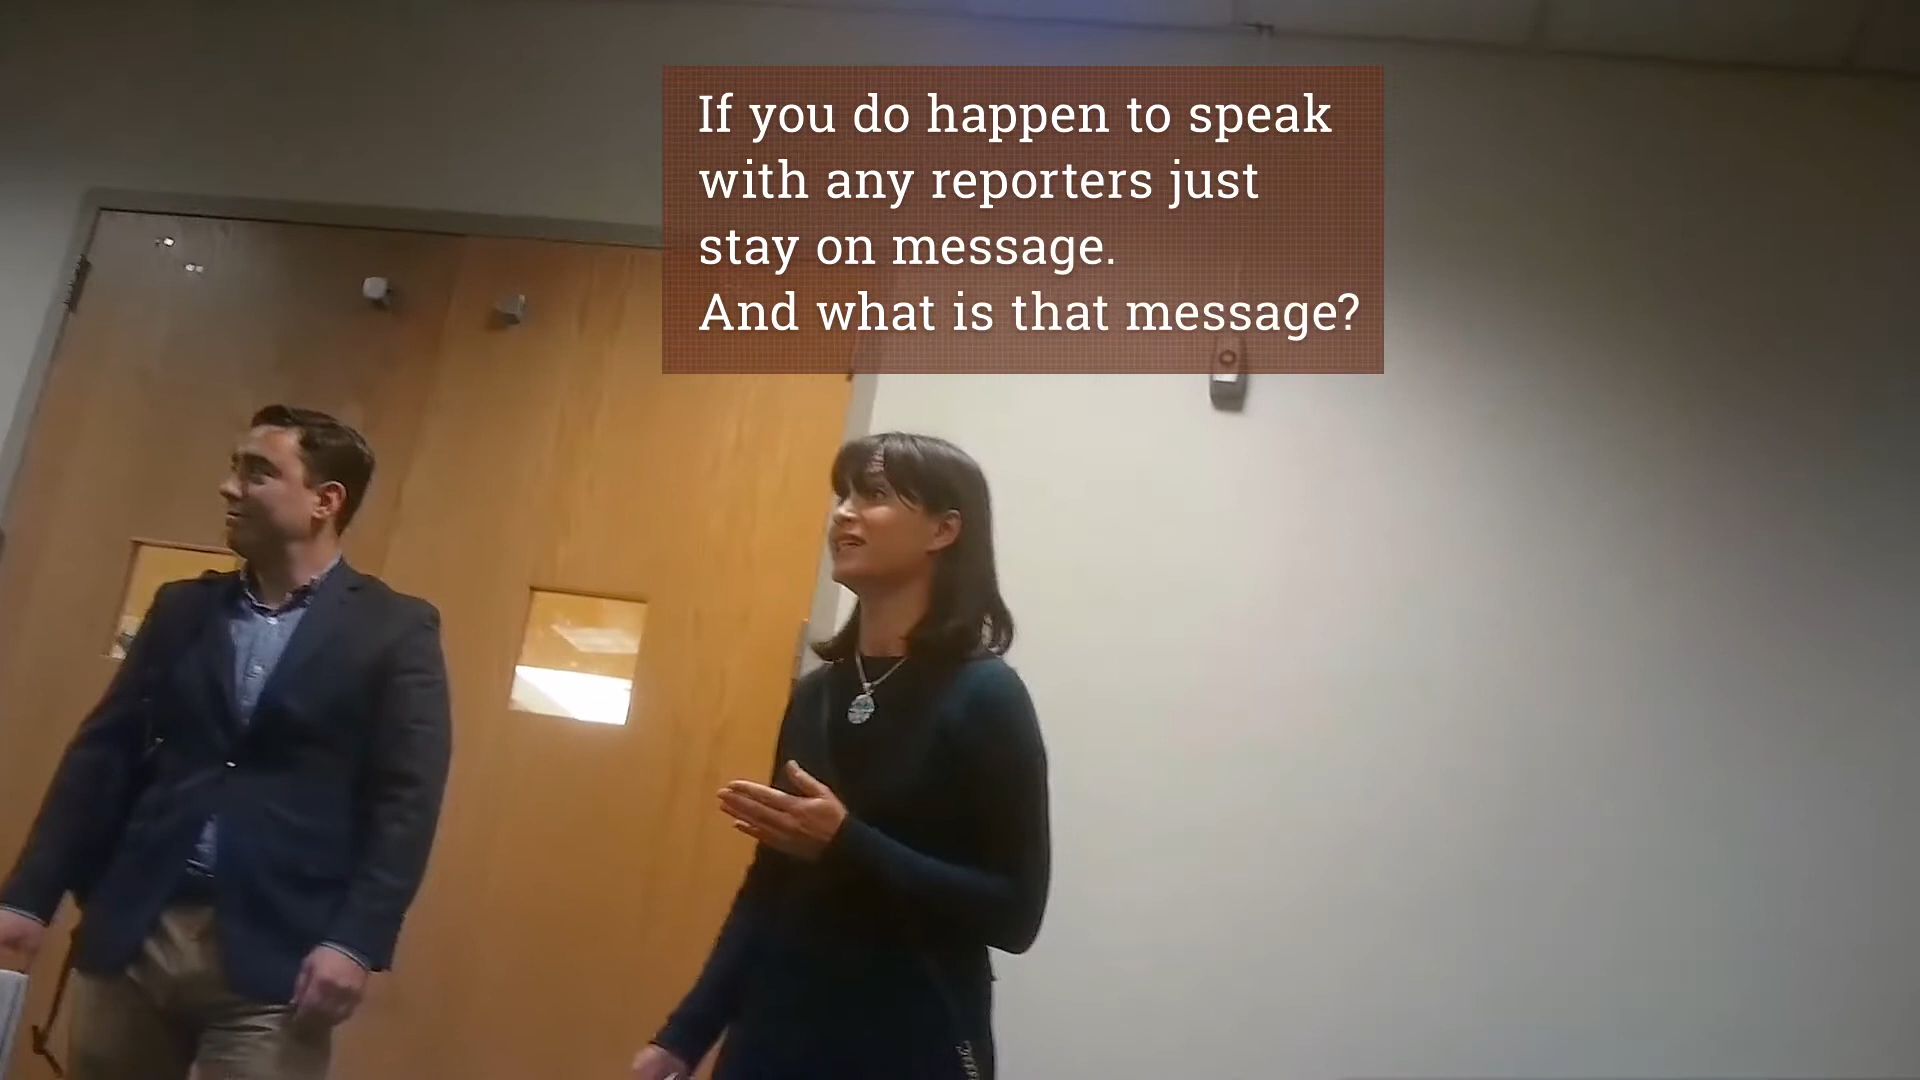 If you do happen to speak
with any reporters just
stay on message.
And what is that message?